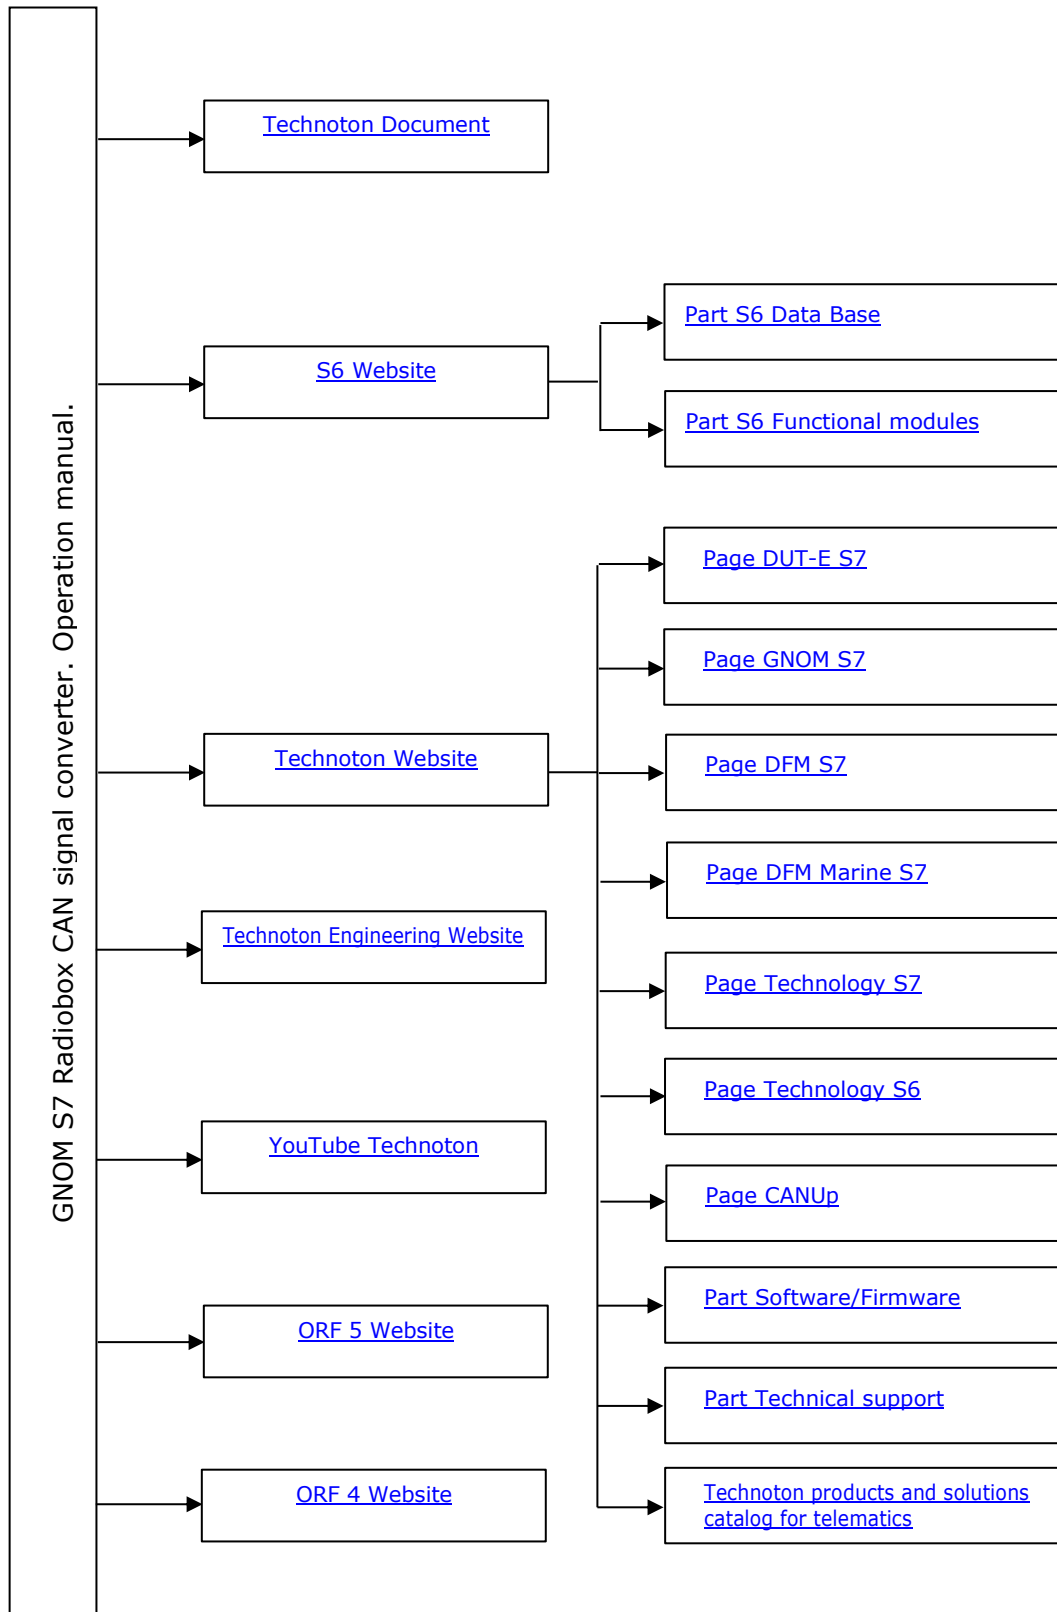 GNOM S7 Radiobox CAN signal converter. Operation manual.
Technoton Document
S6 Website
Part S6 Data Base
Part S6 Functional modules
Technoton Website
Page DUT-E S7
Page GNOM S7
Page DFM S7
Page DFM Marine S7
Page Technology S7
Page Technology S6
Page CANUp
Part Software/Firmware
Part Technical support
Technoton products and solutions
catalog for telematics
Technoton Engineering Website
YouTube Technoton
ORF 5 Website
ORF 4 Website